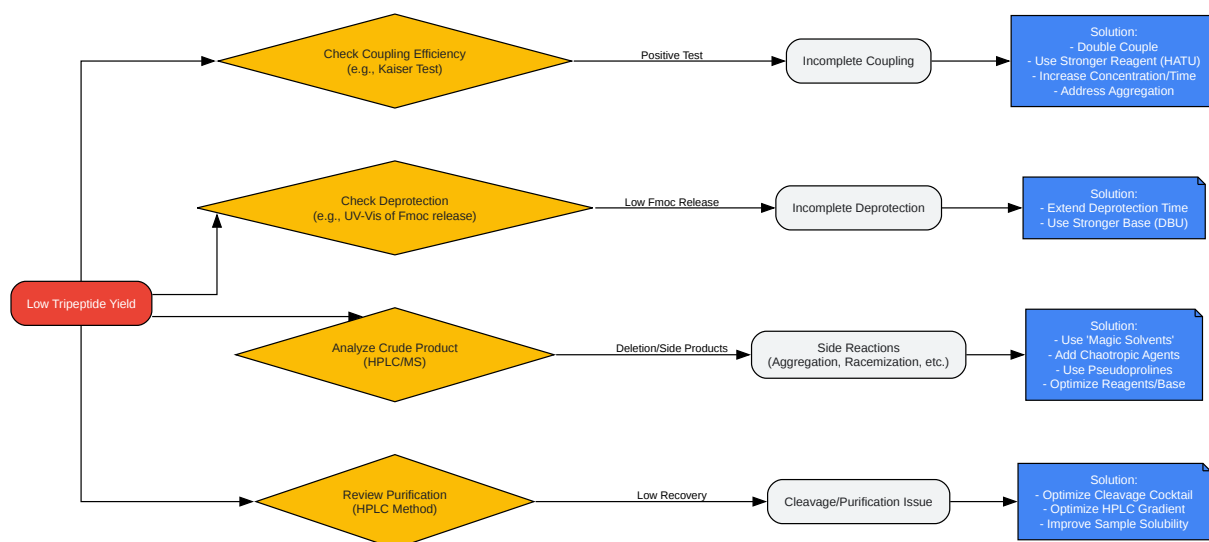 Low Tripeptide Yield
Check Coupling Efficiency
(e.g., Kaiser Test)
Positive Test
Incomplete Coupling
Solution:
- Double Couple
- Use Stronger Reagent (HATU)
- Increase Concentration/Time
- Address Aggregation
Check Deprotection
(e.g., UV-Vis of Fmoc release)
Low Fmoc Release
Incomplete Deprotection
Solution:
- Extend Deprotection Time
- Use Stronger Base (DBU)
Analyze Crude Product
(HPLC/MS)
Deletion/Side Products
Side Reactions
(Aggregation, Racemization, etc.)
Solution:
- Use 'Magic Solvents'
- Add Chaotropic Agents
- Use Pseudoprolines
- Optimize Reagents/Base
Review Purification
(HPLC Method)
Low Recovery
Cleavage/Purification Issue
Solution:
- Optimize Cleavage Cocktail
- Optimize HPLC Gradient
- Improve Sample Solubility